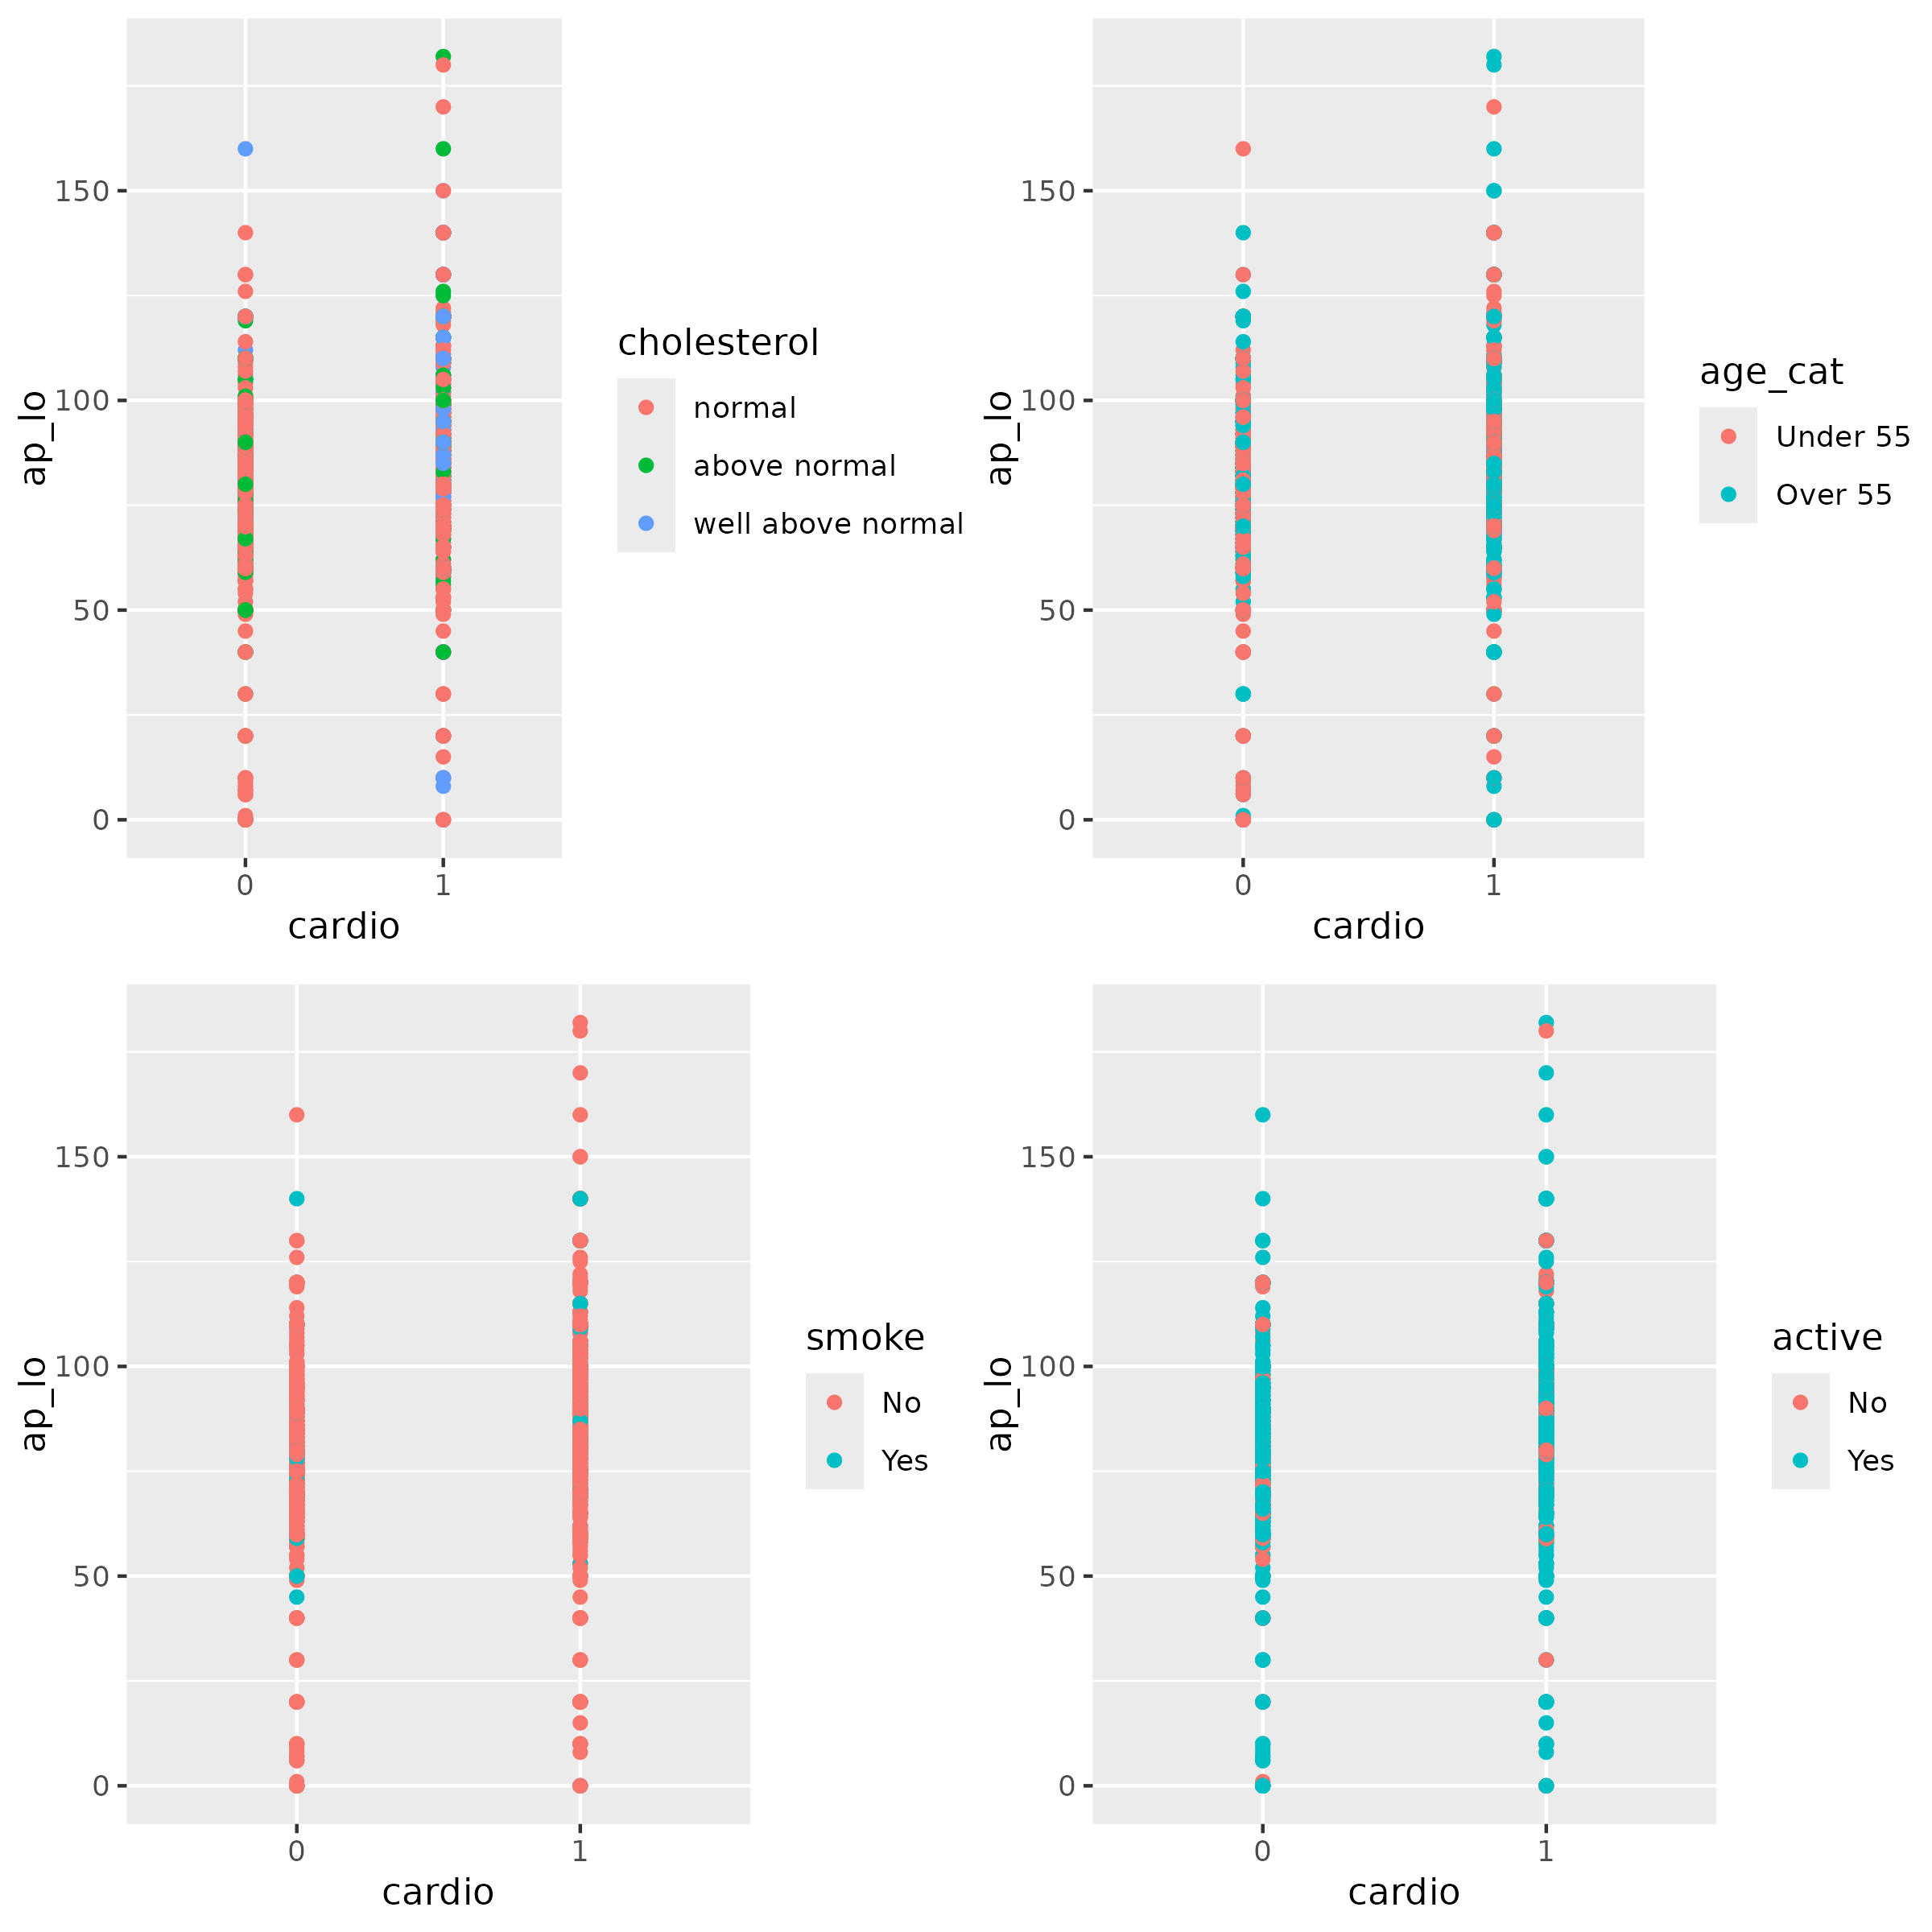 ap_lo
150
100
50
0
0
1
cardio
cholesterol
normal
above normal
well above normal
ap_lo
150
100
50
0
0
1
cardio
age_cat
Under 55
Over 55
ap_lo
150
100
50
0
0
1
cardio
smoke
No
Yes
ap_lo
150
100
50
0
0
1
cardio
active
No
Yes